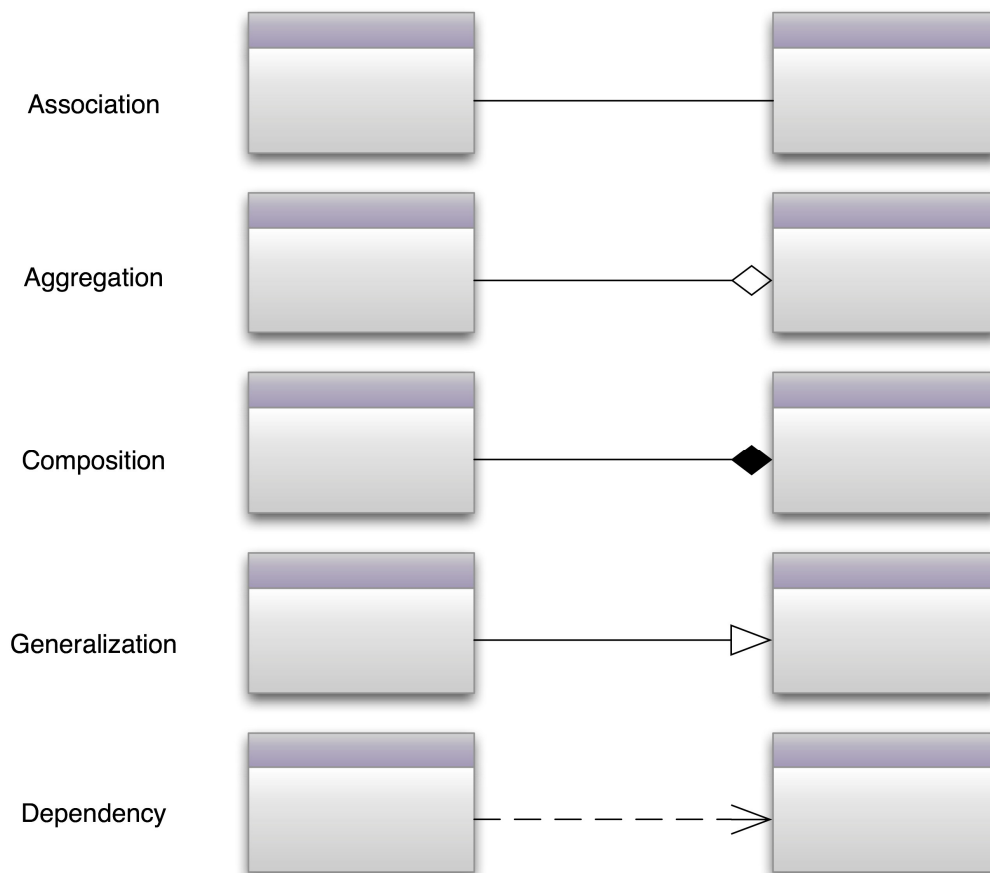 Association
Aggregation
Composition
Generalization
Dependency